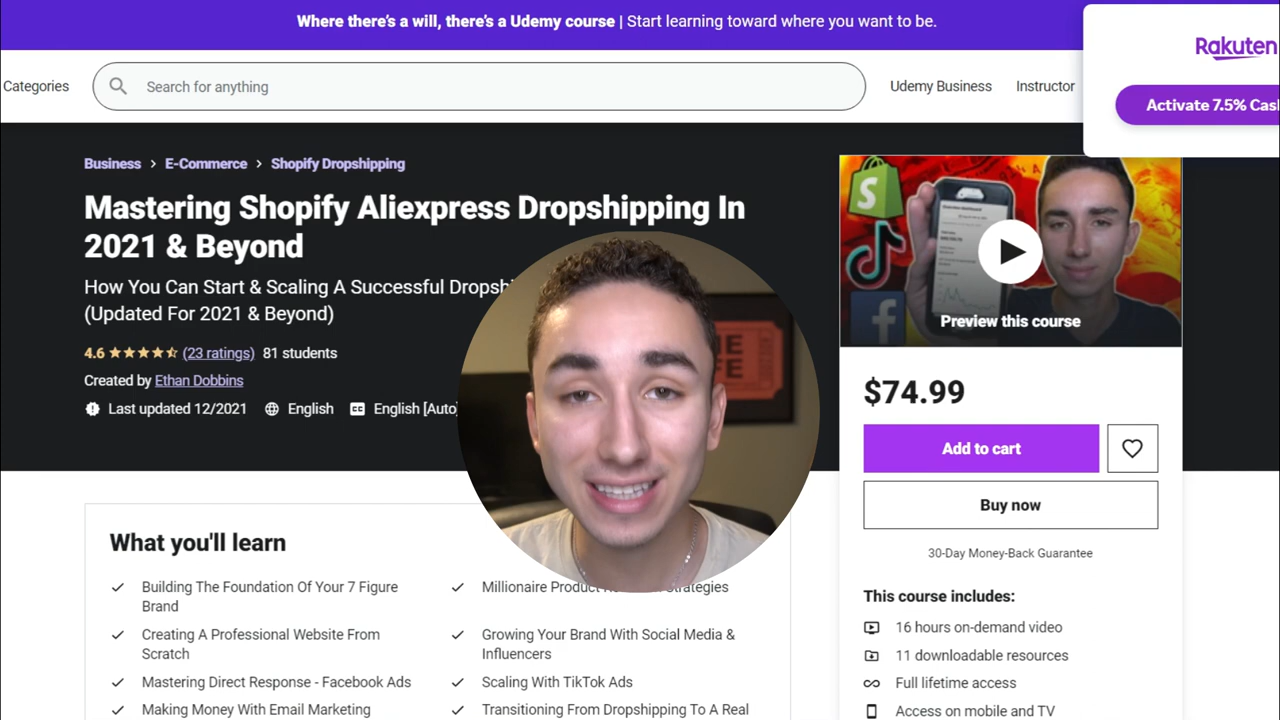 Where there's a will, there's a Udemy course | Start learning toward where you want to be.
Rakuten
Activate 7.5% Cas
Categories
Search for anything
Udemy Business
Instructor
Business > E-Commerce > Shopify Dropshipping
Mastering Shopify Aliexpress Dropshipping In
2021 & Beyond
How You Can Start & Scaling A Successful Dropshi
(Updated For 2021 & Beyond)
4.6 (23 ratings) 81 students
Created by Ethan Dobbins
Last updated 12/2021 English CC English [Auto]
Preview this course
$74.99
Add to cart
Buy now
30-Day Money-Back Guarantee
This course includes:
16 hours on-demand video
11 downloadable resources
Full lifetime access
Access on mobile and TV
What you'll learn
Building The Foundation Of Your 7 Figure
Brand
Creating A Professional Website From
Scratch
Mastering Direct Response - Facebook Ads
Making Money With Email Marketing
Millionaire Product
Growing Your Brand With Social Media &
Influencers
Scaling With TikTok Ads
Transitioning From Dropshipping To A Real